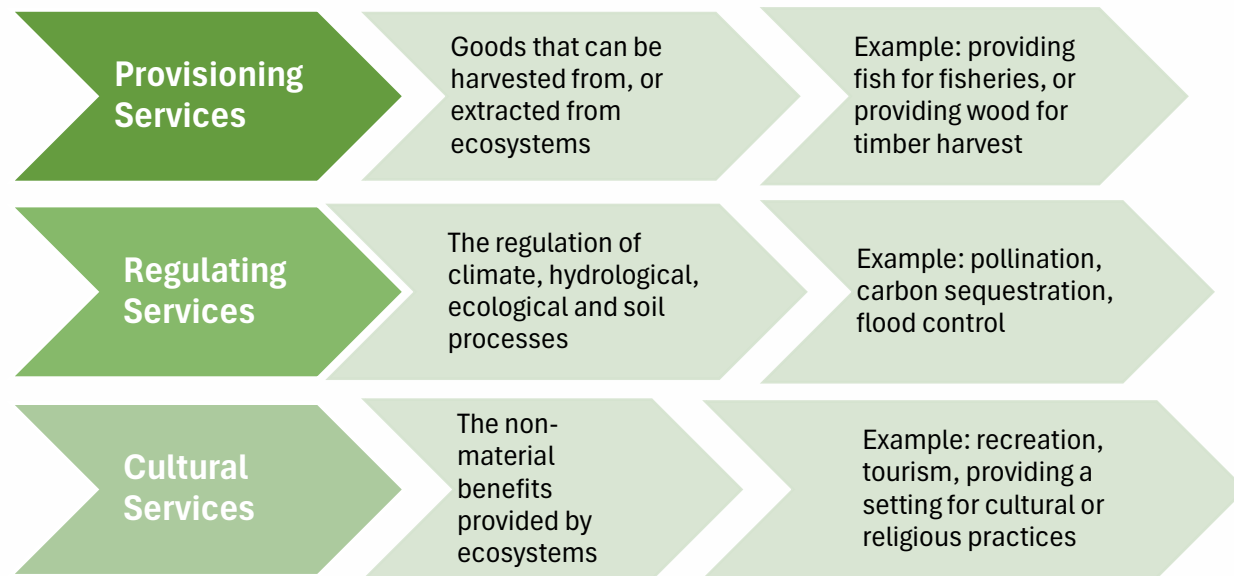 Provisioning
Services
Goods that can be
harvested from, or
extracted from
ecosystems
Example: providing
fish for fisheries, or
providing wood for
timber harvest
Regulating
Services
The regulation of
climate, hydrological,
ecological and soil
processes
Example: pollination,
carbon sequestration,
flood control
Cultural
Services
The non-
material
benefits
provided by
ecosystems
Example: recreation,
tourism, providing a
setting for cultural or
religious practices